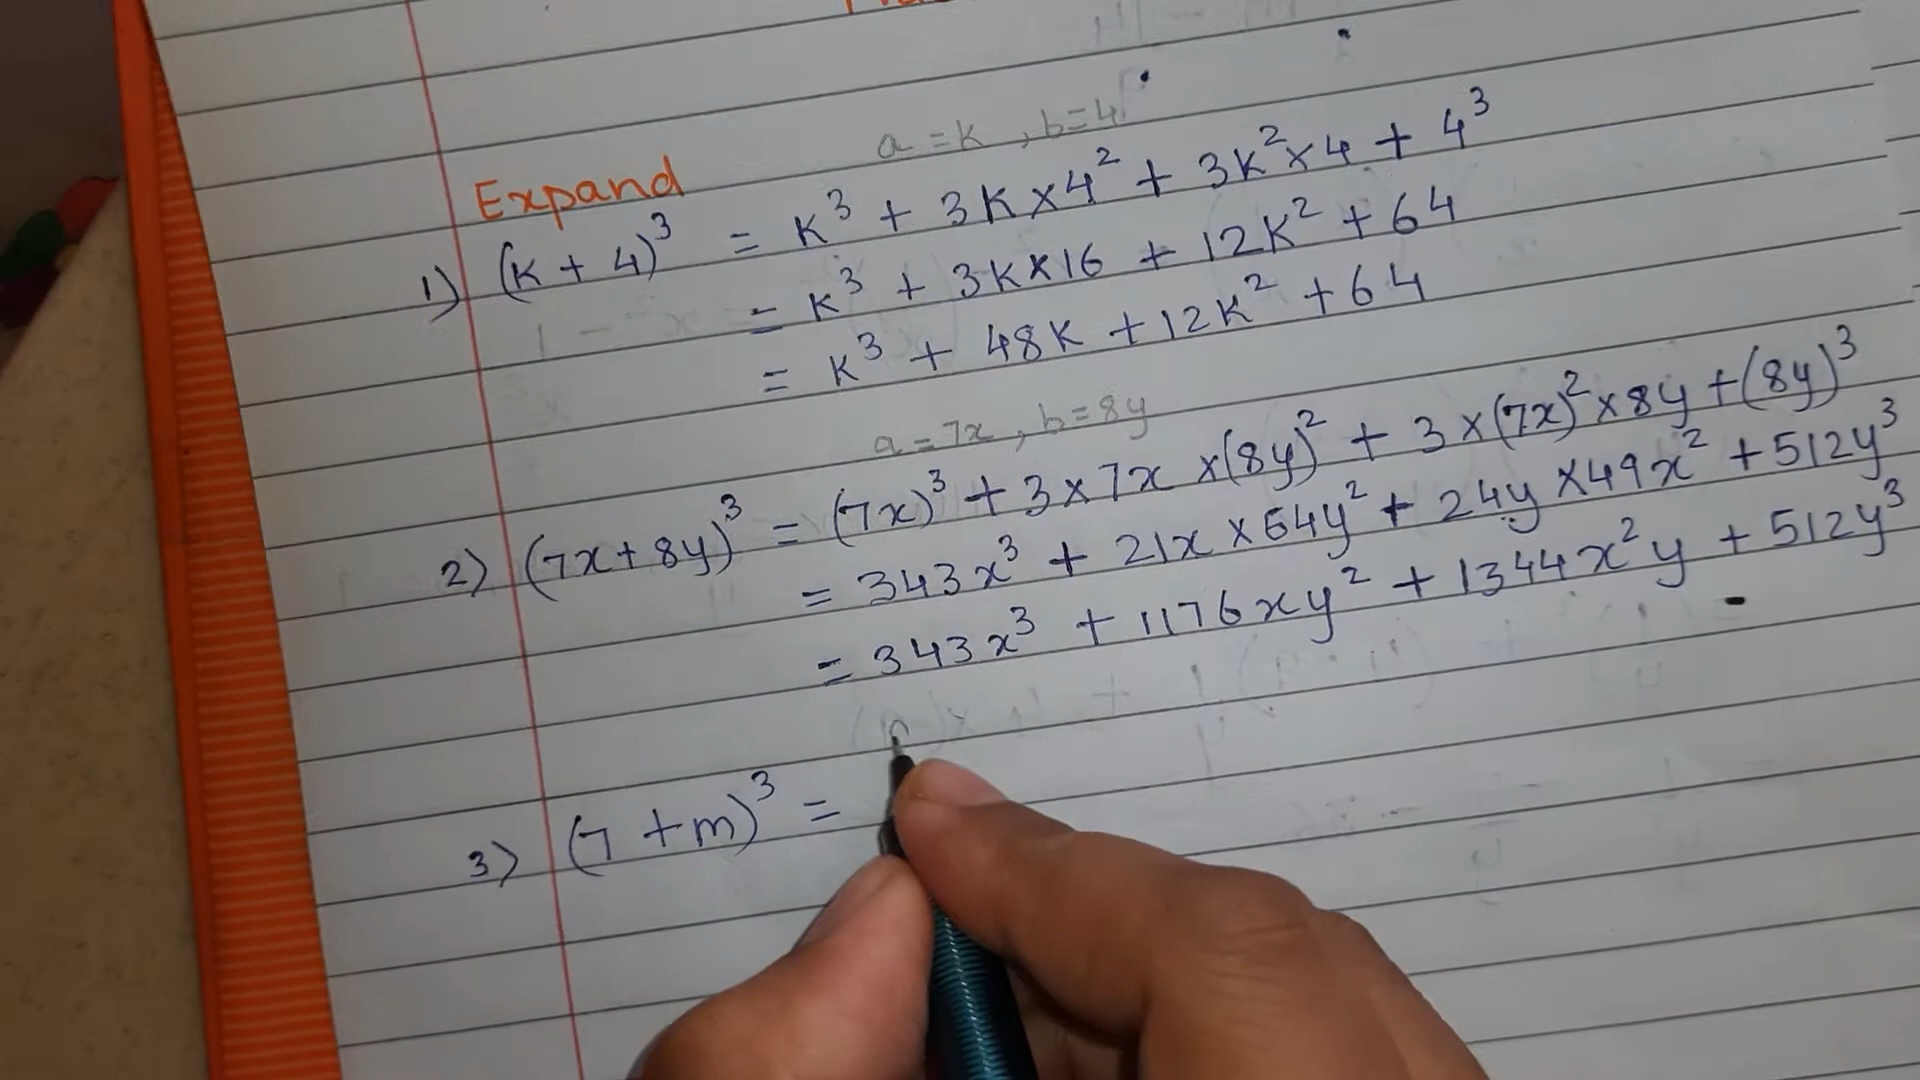 a = k , b = 4
Expand
1) (k + 4)³ = k³ + 3k × 4² + 3k² × 4 + 4³
= k³ + 3k × 16 + 12k² + 64
= k³ + 48k + 12k² + 64
a = 7x , b = 8y
2) (7x + 8y)³ = (7x)³ + 3 × 7x × (8y)² + 3 × (7x)² × 8y + (8y)³
= 343x³ + 21x × 64y² + 24y × 49x² + 512y³
= 343x³ + 1176xy² + 1344x²y + 512y³
3) (7 + m)³ =